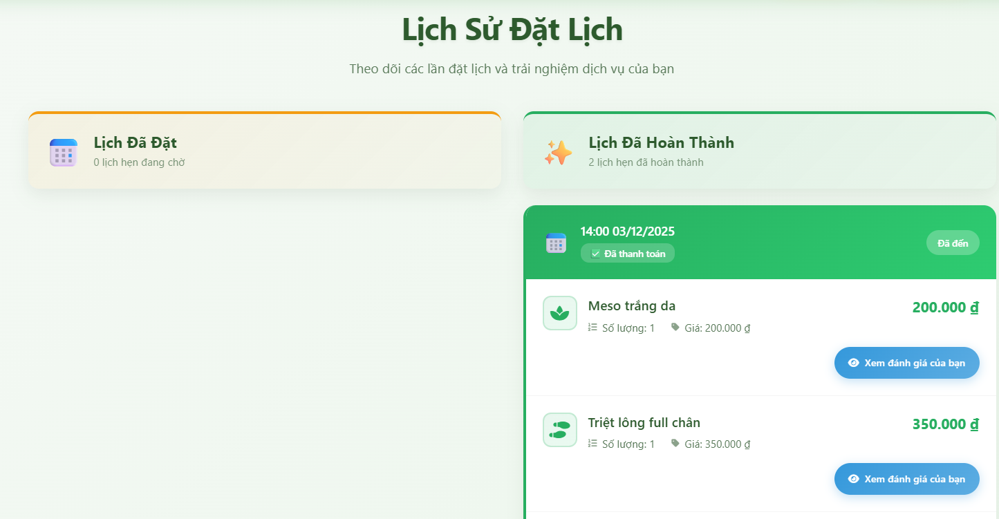 Lịch Sử Đặt Lịch
Theo dõi các lần đặt lịch và trải nghiệm dịch vụ của bạn
Lịch Đã Đặt
0 lịch hẹn đang chờ
Lịch Đã Hoàn Thành
2 lịch hẹn đã hoàn thành
14:00 03/12/2025
Đã thanh toán
Đã đến
Meso trắng da
200.000 ₫
Số lượng: 1 Giá: 200.000 ₫
Xem đánh giá của bạn
Triệt lông full chân
350.000 ₫
Số lượng: 1 Giá: 350.000 ₫
Xem đánh giá của bạn